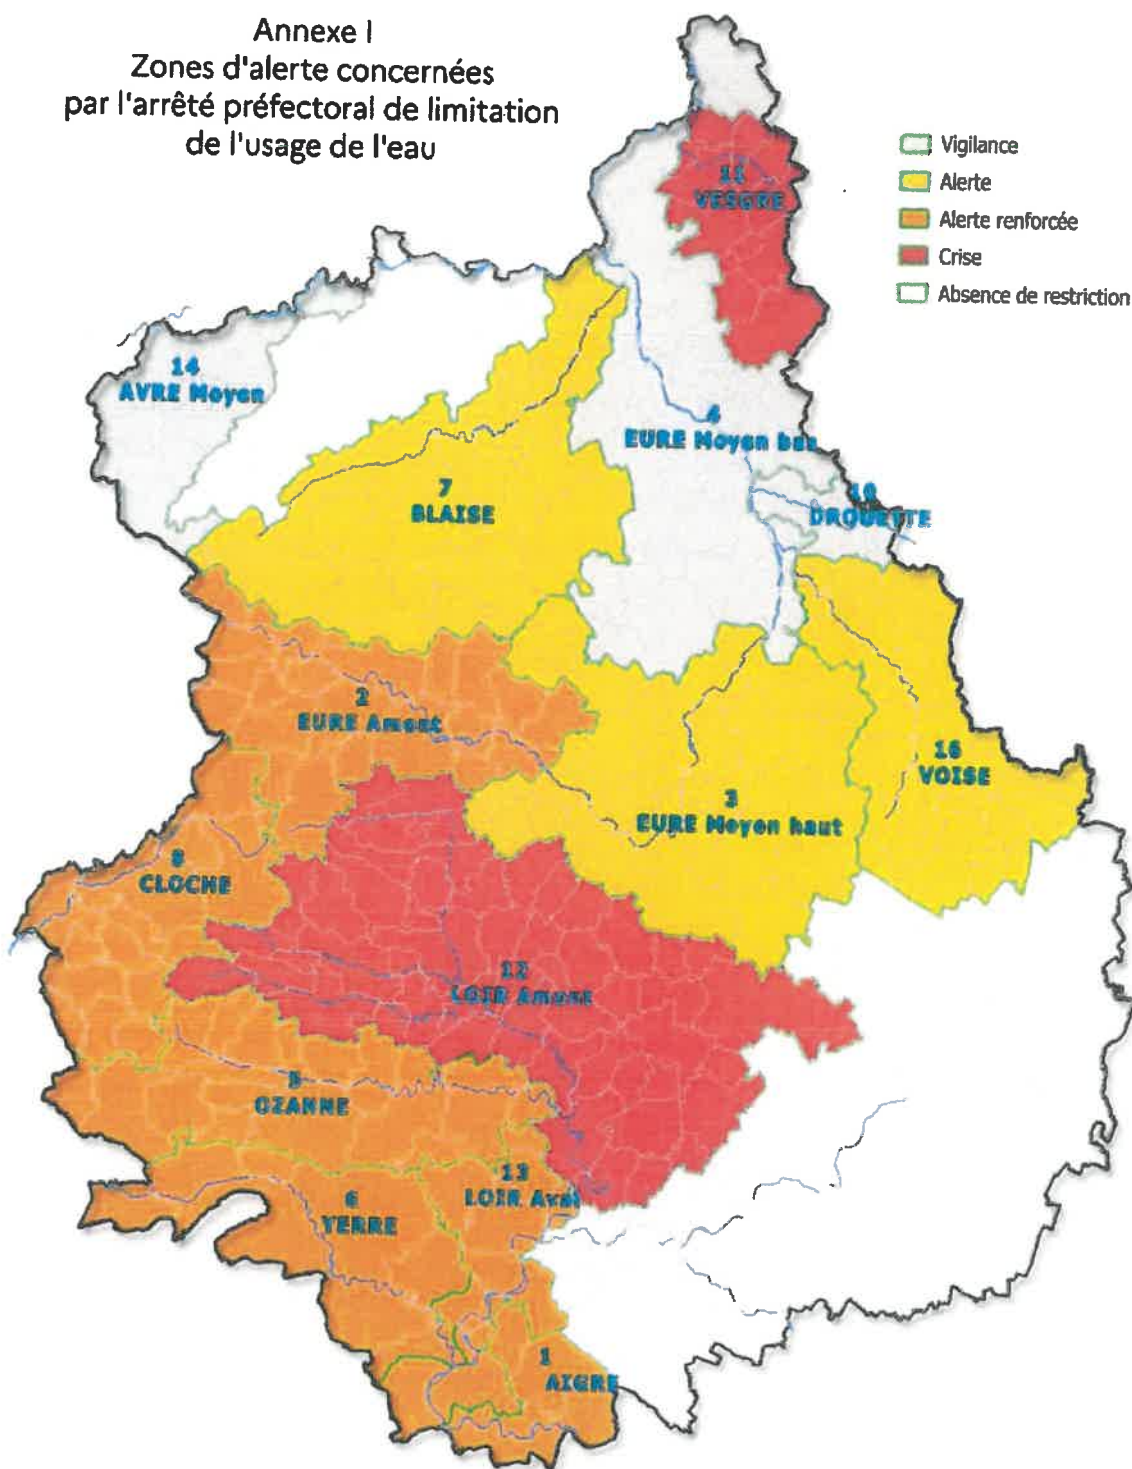 Annexe I
Zones d'alerte concernées
par l'arrêté préfectoral de limitation
de l'usage de l'eau
Vigilance
Alerte
Alerte renforcée
Crise
Absence de restriction
11
VESGRE
14
AVRE Moyen
4
EURE Moyen bas
7
BLAISE
10
DROUETTE
2
EURE Amont
16
VOISE
3
EURE Moyen haut
8
CLOCHE
12
LOIR Amont
5
OZANNE
13
LOIR Aval
6
YERRE
1
AIGRE